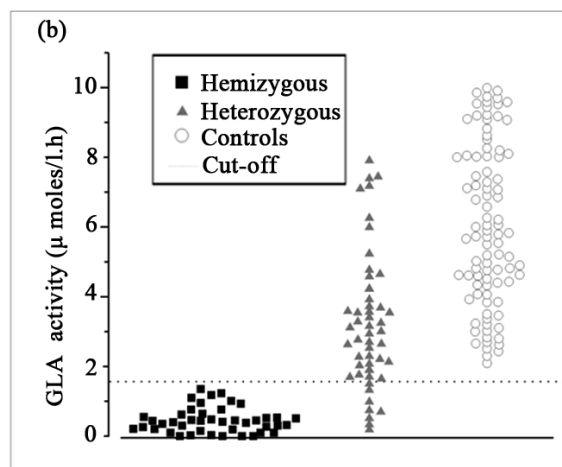 (b)
Hemizygous
Heterozygous
Controls
Cut-off
GLA activity (μ moles/l.h)
10
8
6
4
2
0